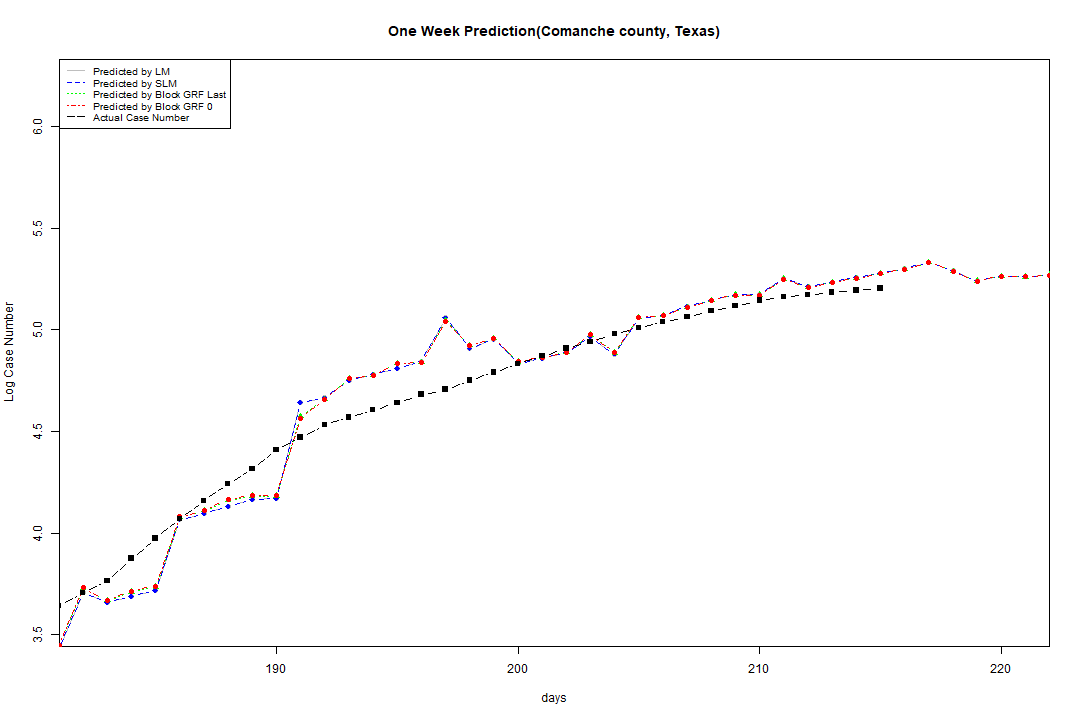 One Week Prediction(Comanche county, Texas)
Predicted by LM
Predicted by SLM
Predicted by Block GRF Last
Predicted by Block GRF 0
Actual Case Number
6.0
5.5
5.0
4.5
4.0
3.5
Log Case Number
190 200 210 220
days